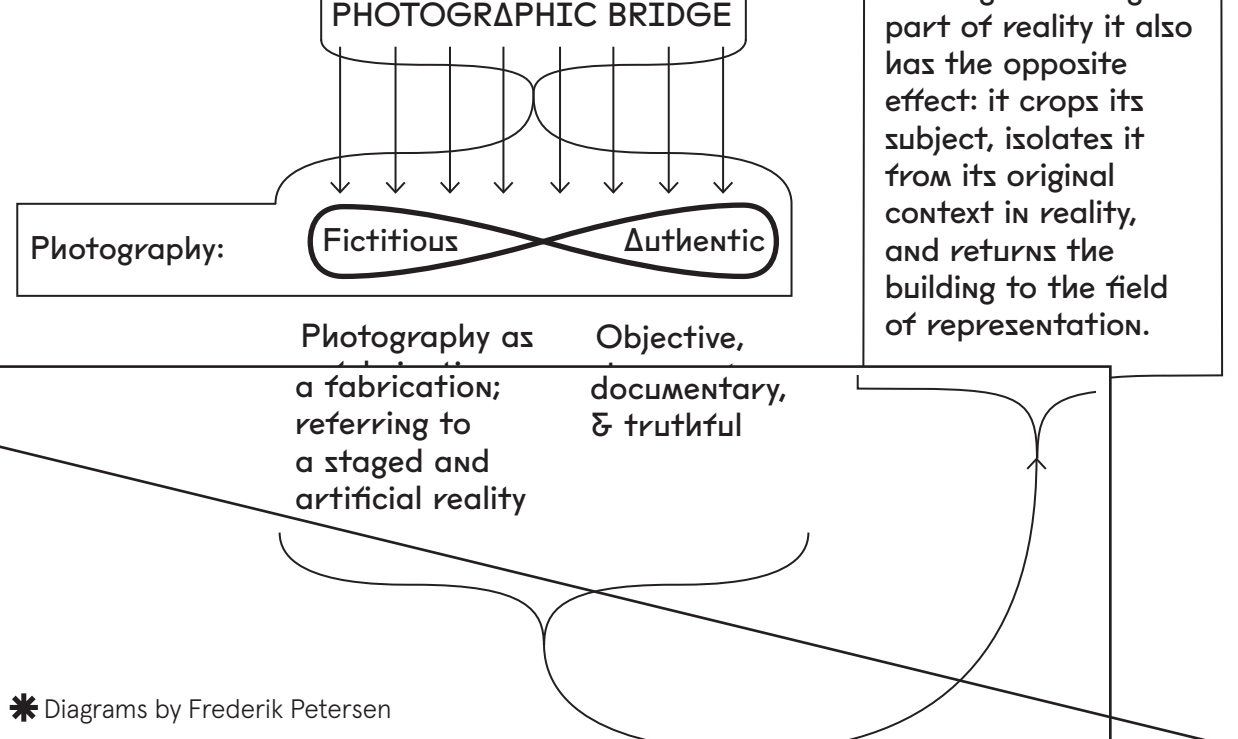 PHOTOGRAPHIC BRIDGE
Photography:
Fictitious
Authentic
Photography as
a fabrication;
referring to
a staged and
artificial reality
Objective,
documentary,
& truthful
part of reality it also
has the opposite
effect: it crops its
subject, isolates it
from its original
context in reality,
and returns the
building to the field
of representation.
Diagrams by Frederik Petersen